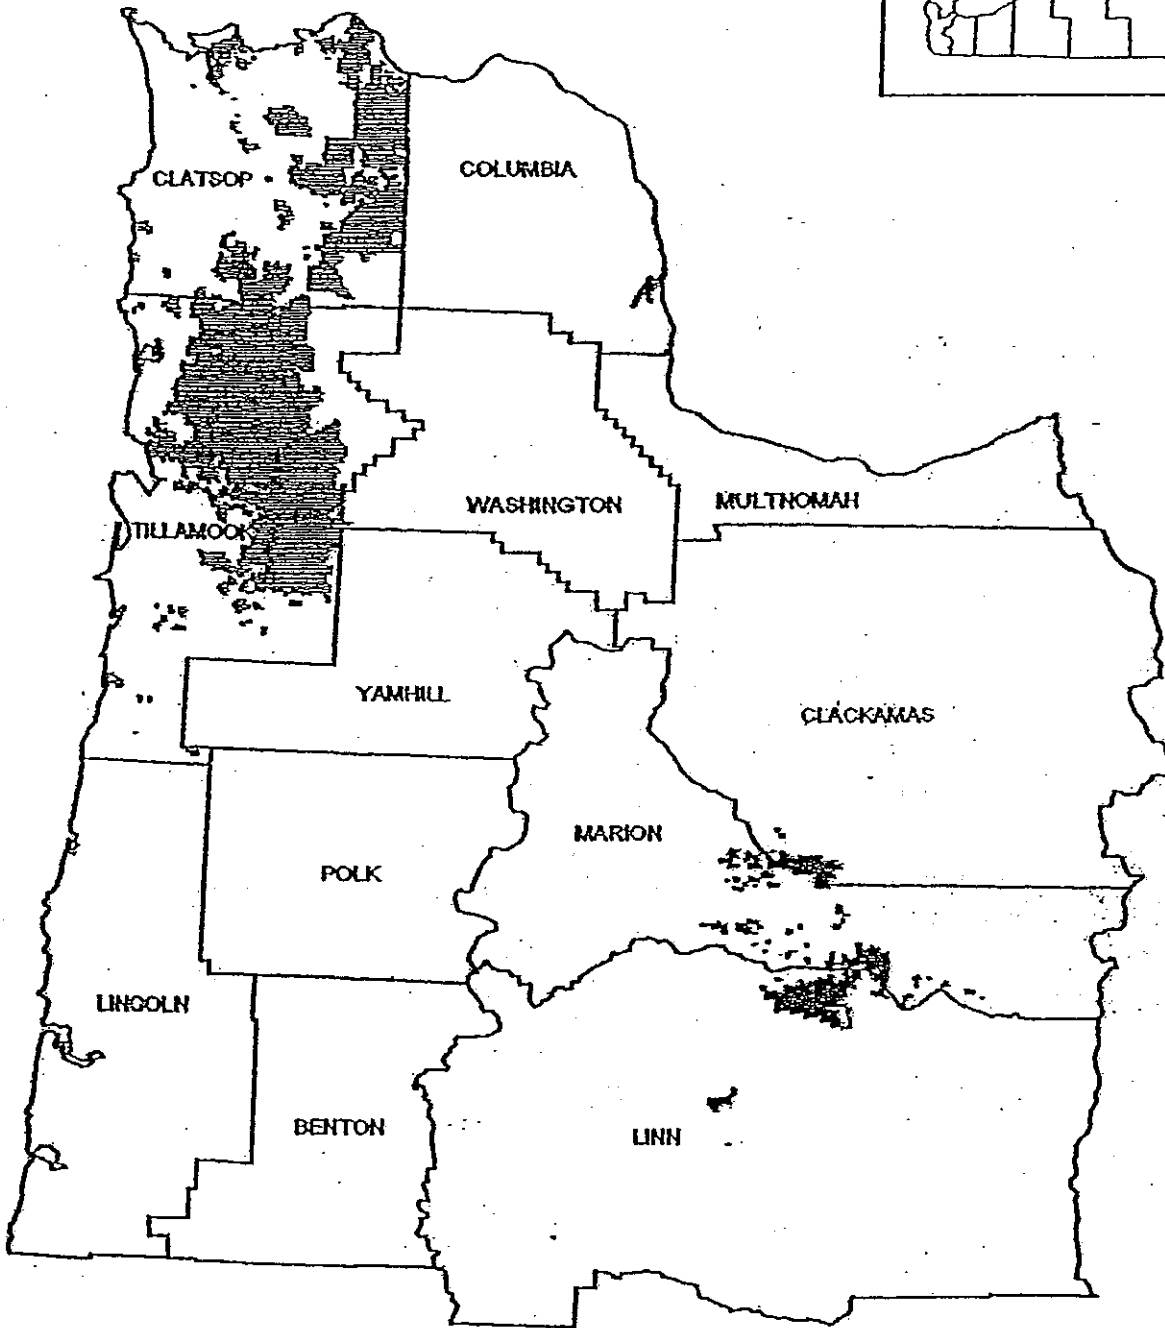 COLUMBIA
CLATSOP
WASHINGTON
MULTNOMAH
TILLAMOOK
YAMHILL
CLACKAMAS
MARION
POLK
LINCOLN
BENTON
LINN